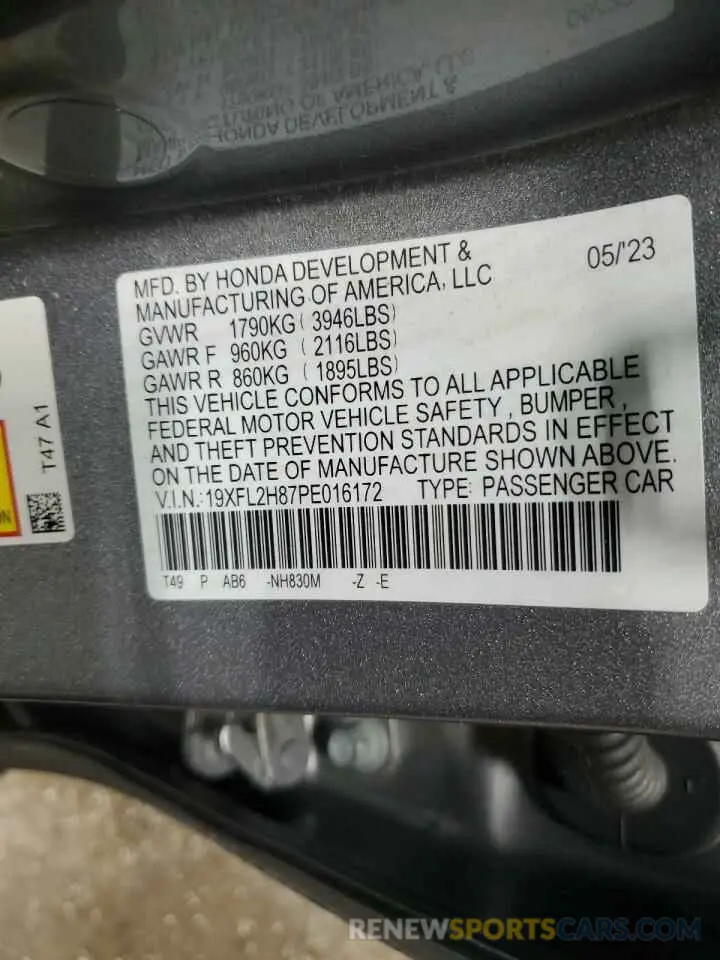 MFD. BY HONDA DEVELOPMENT & 05/'23
MANUFACTURING OF AMERICA, LLC
GVWR 1790KG ( 3946LBS)
GAWR F 960KG ( 2116LBS)
GAWR R 860KG ( 1895LBS)
THIS VEHICLE CONFORMS TO ALL APPLICABLE
FEDERAL MOTOR VEHICLE SAFETY , BUMPER ,
AND THEFT PREVENTION STANDARDS IN EFFECT
ON THE DATE OF MANUFACTURE SHOWN ABOVE.
V.I.N.:19XFL2H87PE016172 TYPE: PASSENGER CAR
T49 P AB6 -NH830M -Z -E
T47 A1
RENEWSPORTSCARS.COM